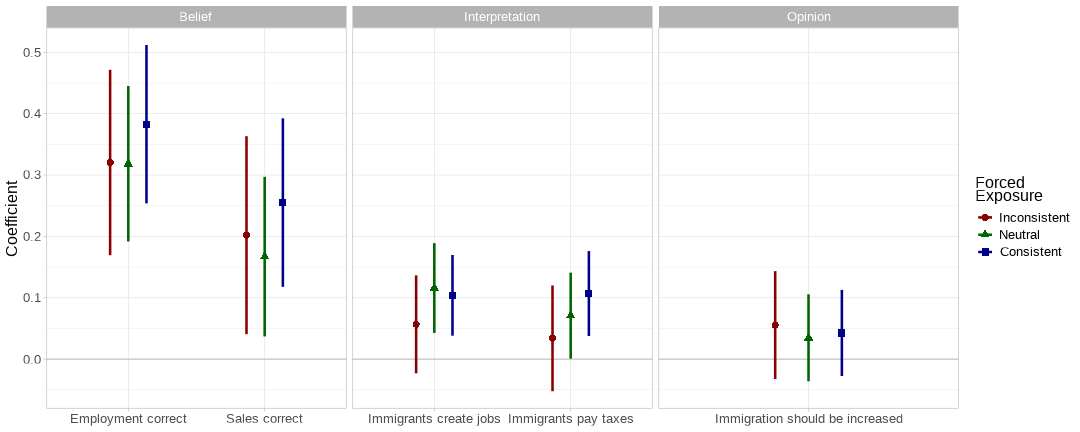 Belief
Interpretation
Opinion
Coefficient
0.5
0.4
0.3
0.2
0.1
0.0
Employment correct
Sales correct
Immigrants create jobs
Immigrants pay taxes
Immigration should be increased
Forced
Exposure
Inconsistent
Neutral
Consistent